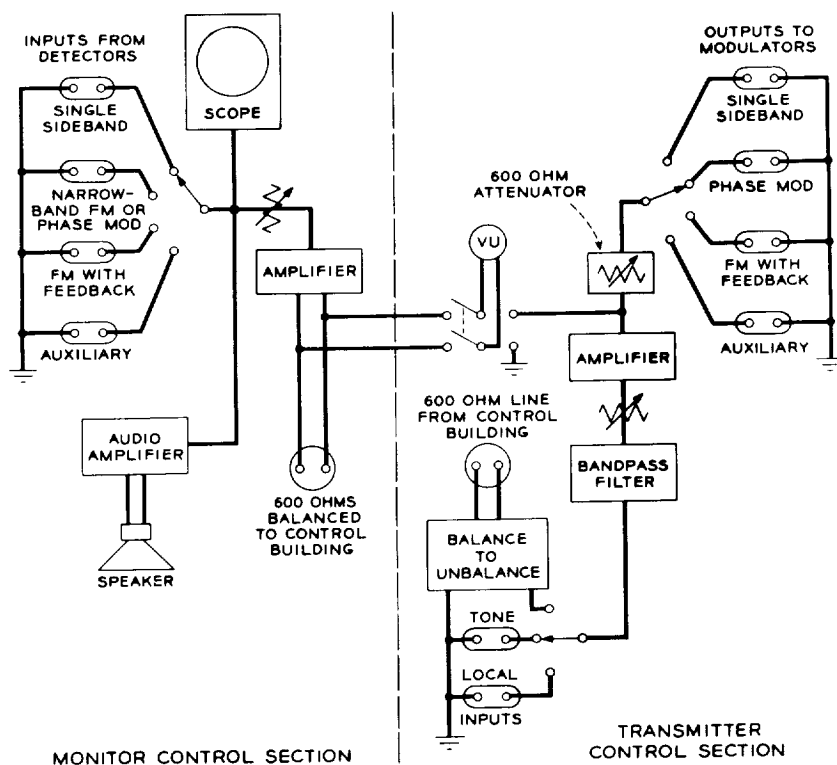 INPUTS FROM
DETECTORS
SINGLE
SIDEBAND
NARROW-
BAND FM OR
PHASE MOD
FM WITH
FEEDBACK
AUXILIARY
SCOPE
AMPLIFIER
AUDIO
AMPLIFIER
SPEAKER
600 OHMS
BALANCED
TO CONTROL
BUILDING
MONITOR CONTROL SECTION
OUTPUTS TO
MODULATORS
SINGLE
SIDEBAND
PHASE MOD
FM WITH
FEEDBACK
AUXILIARY
600 OHM
ATTENUATOR
VU
AMPLIFIER
BANDPASS
FILTER
600 OHM LINE
FROM CONTROL
BUILDING
BALANCE
TO
UNBALANCE
TONE
LOCAL
INPUTS
TRANSMITTER
CONTROL SECTION